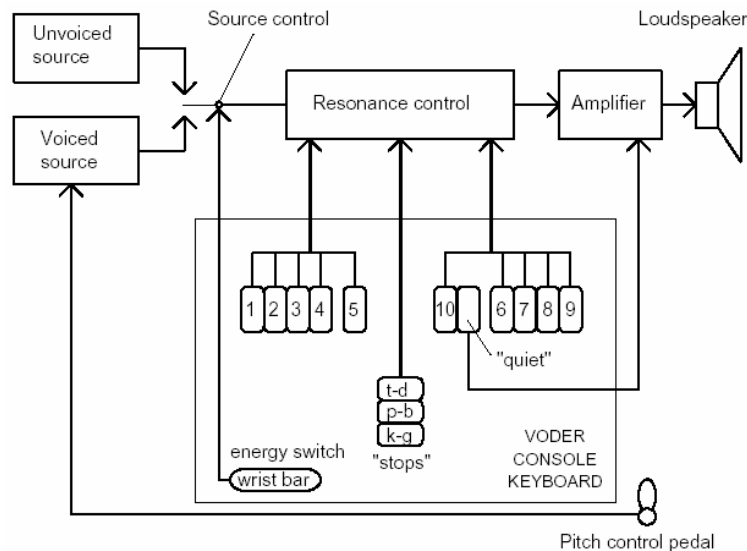 Unvoiced
source
Source control
Loudspeaker
Resonance control
Amplifier
Voiced
source
1
2
3
4
5
10
6
7
8
9
"quiet"
t-d
p-b
k-g
"stops"
energy switch
wrist bar
VODER
CONSOLE
KEYBOARD
Pitch control pedal